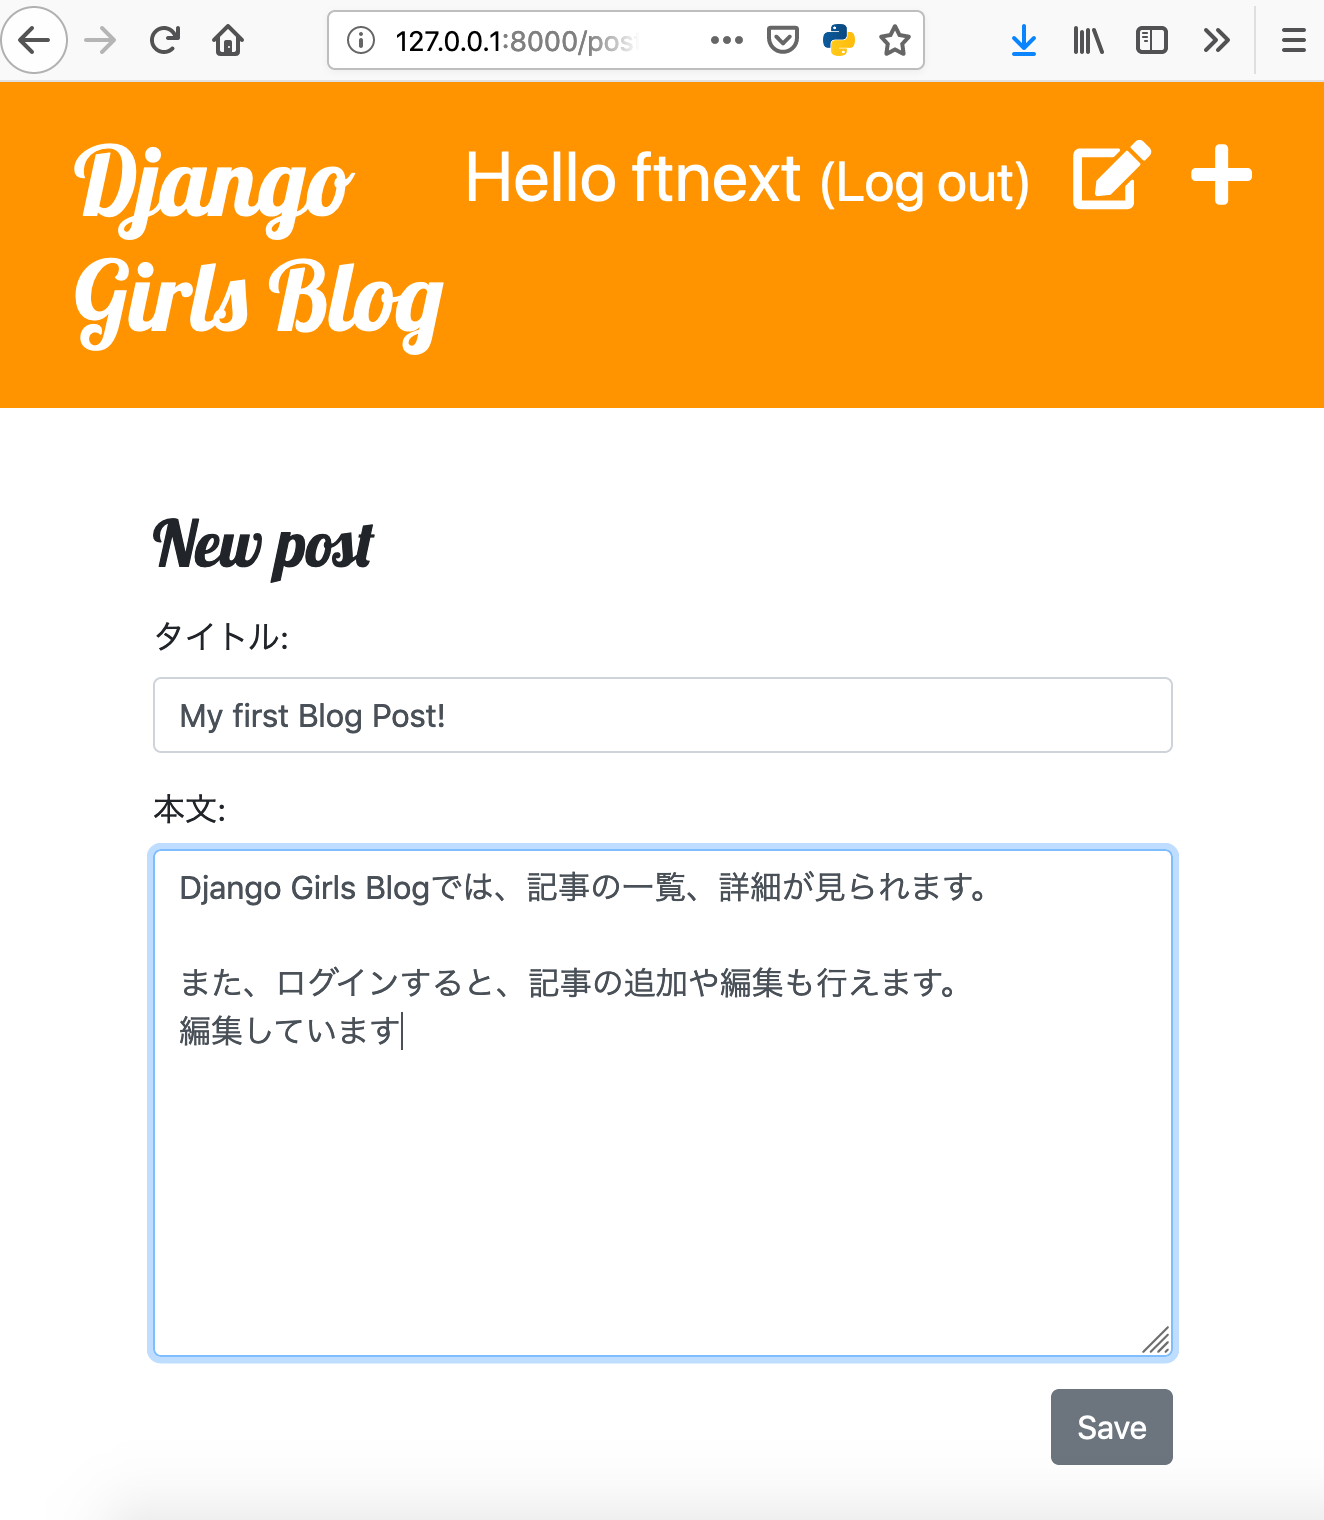 127.0.0.1:8000/pos
Django
Girls Blog
Hello ftnext (Log out)
New post
タイトル:
My first Blog Post!
本文:
Django Girls Blogでは、記事の一覧、詳細が見られます。
また、ログインすると、記事の追加や編集も行えます。
編集しています
Save